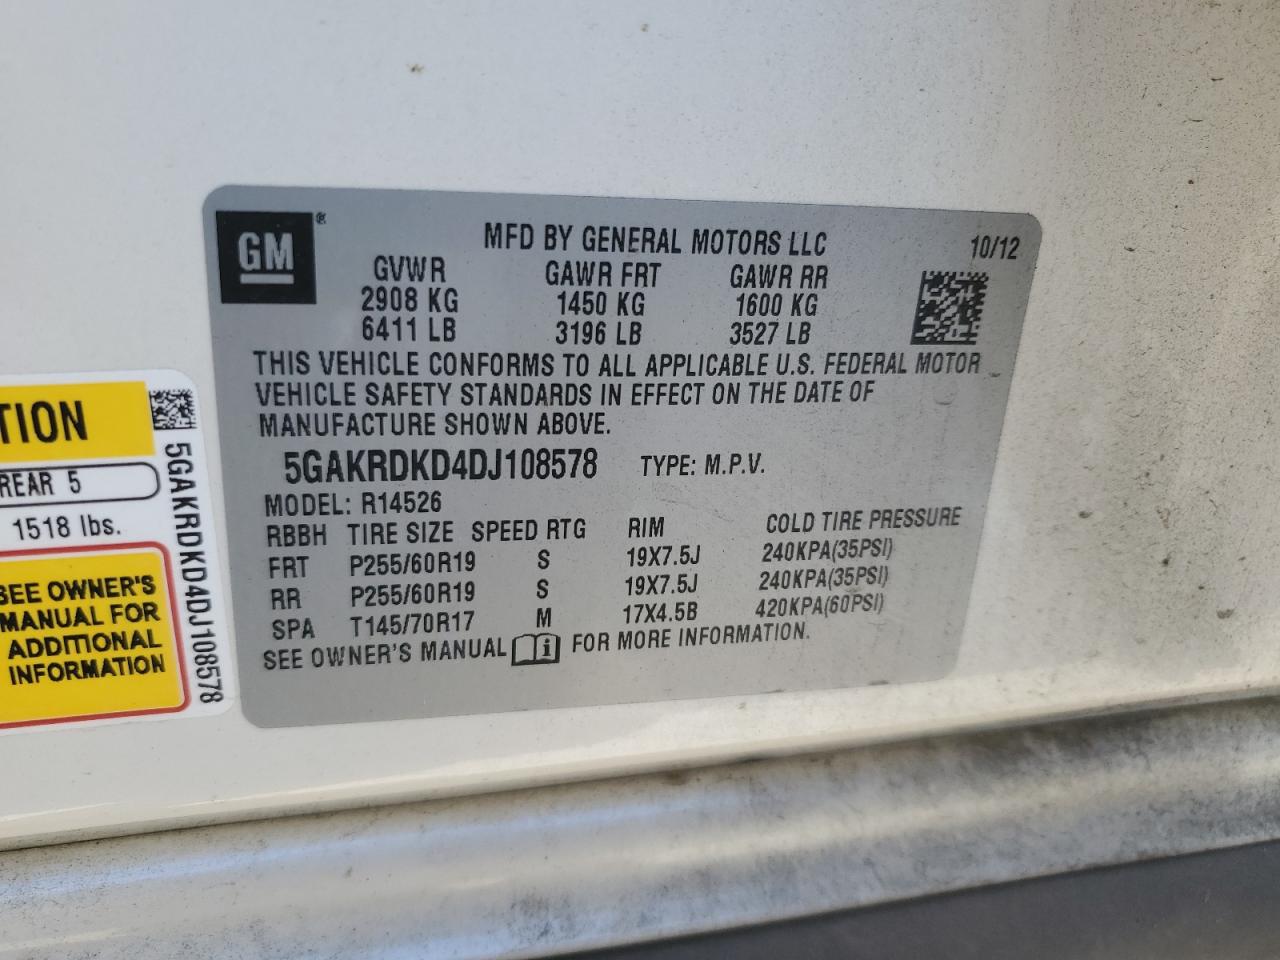 GM®
MFD BY GENERAL MOTORS LLC 10/12
GVWR GAWR FRT GAWR RR
2908 KG 1450 KG 1600 KG
6411 LB 3196 LB 3527 LB
THIS VEHICLE CONFORMS TO ALL APPLICABLE U.S. FEDERAL MOTOR
VEHICLE SAFETY STANDARDS IN EFFECT ON THE DATE OF
MANUFACTURE SHOWN ABOVE.
5GAKRDKD4DJ108578 TYPE: M.P.V.
MODEL: R14526
RBBH TIRE SIZE SPEED RTG RIM COLD TIRE PRESSURE
FRT P255/60R19 S 19X7.5J 240KPA(35PSI)
RR P255/60R19 S 19X7.5J 240KPA(35PSI)
SPA T145/70R17 M 17X4.5B 420KPA(60PSI)
SEE OWNER'S MANUAL i FOR MORE INFORMATION.
TION
REAR 5
1518 lbs.
SEE OWNER'S
MANUAL FOR
ADDITIONAL
INFORMATION
5GAKRDKD4DJ108578